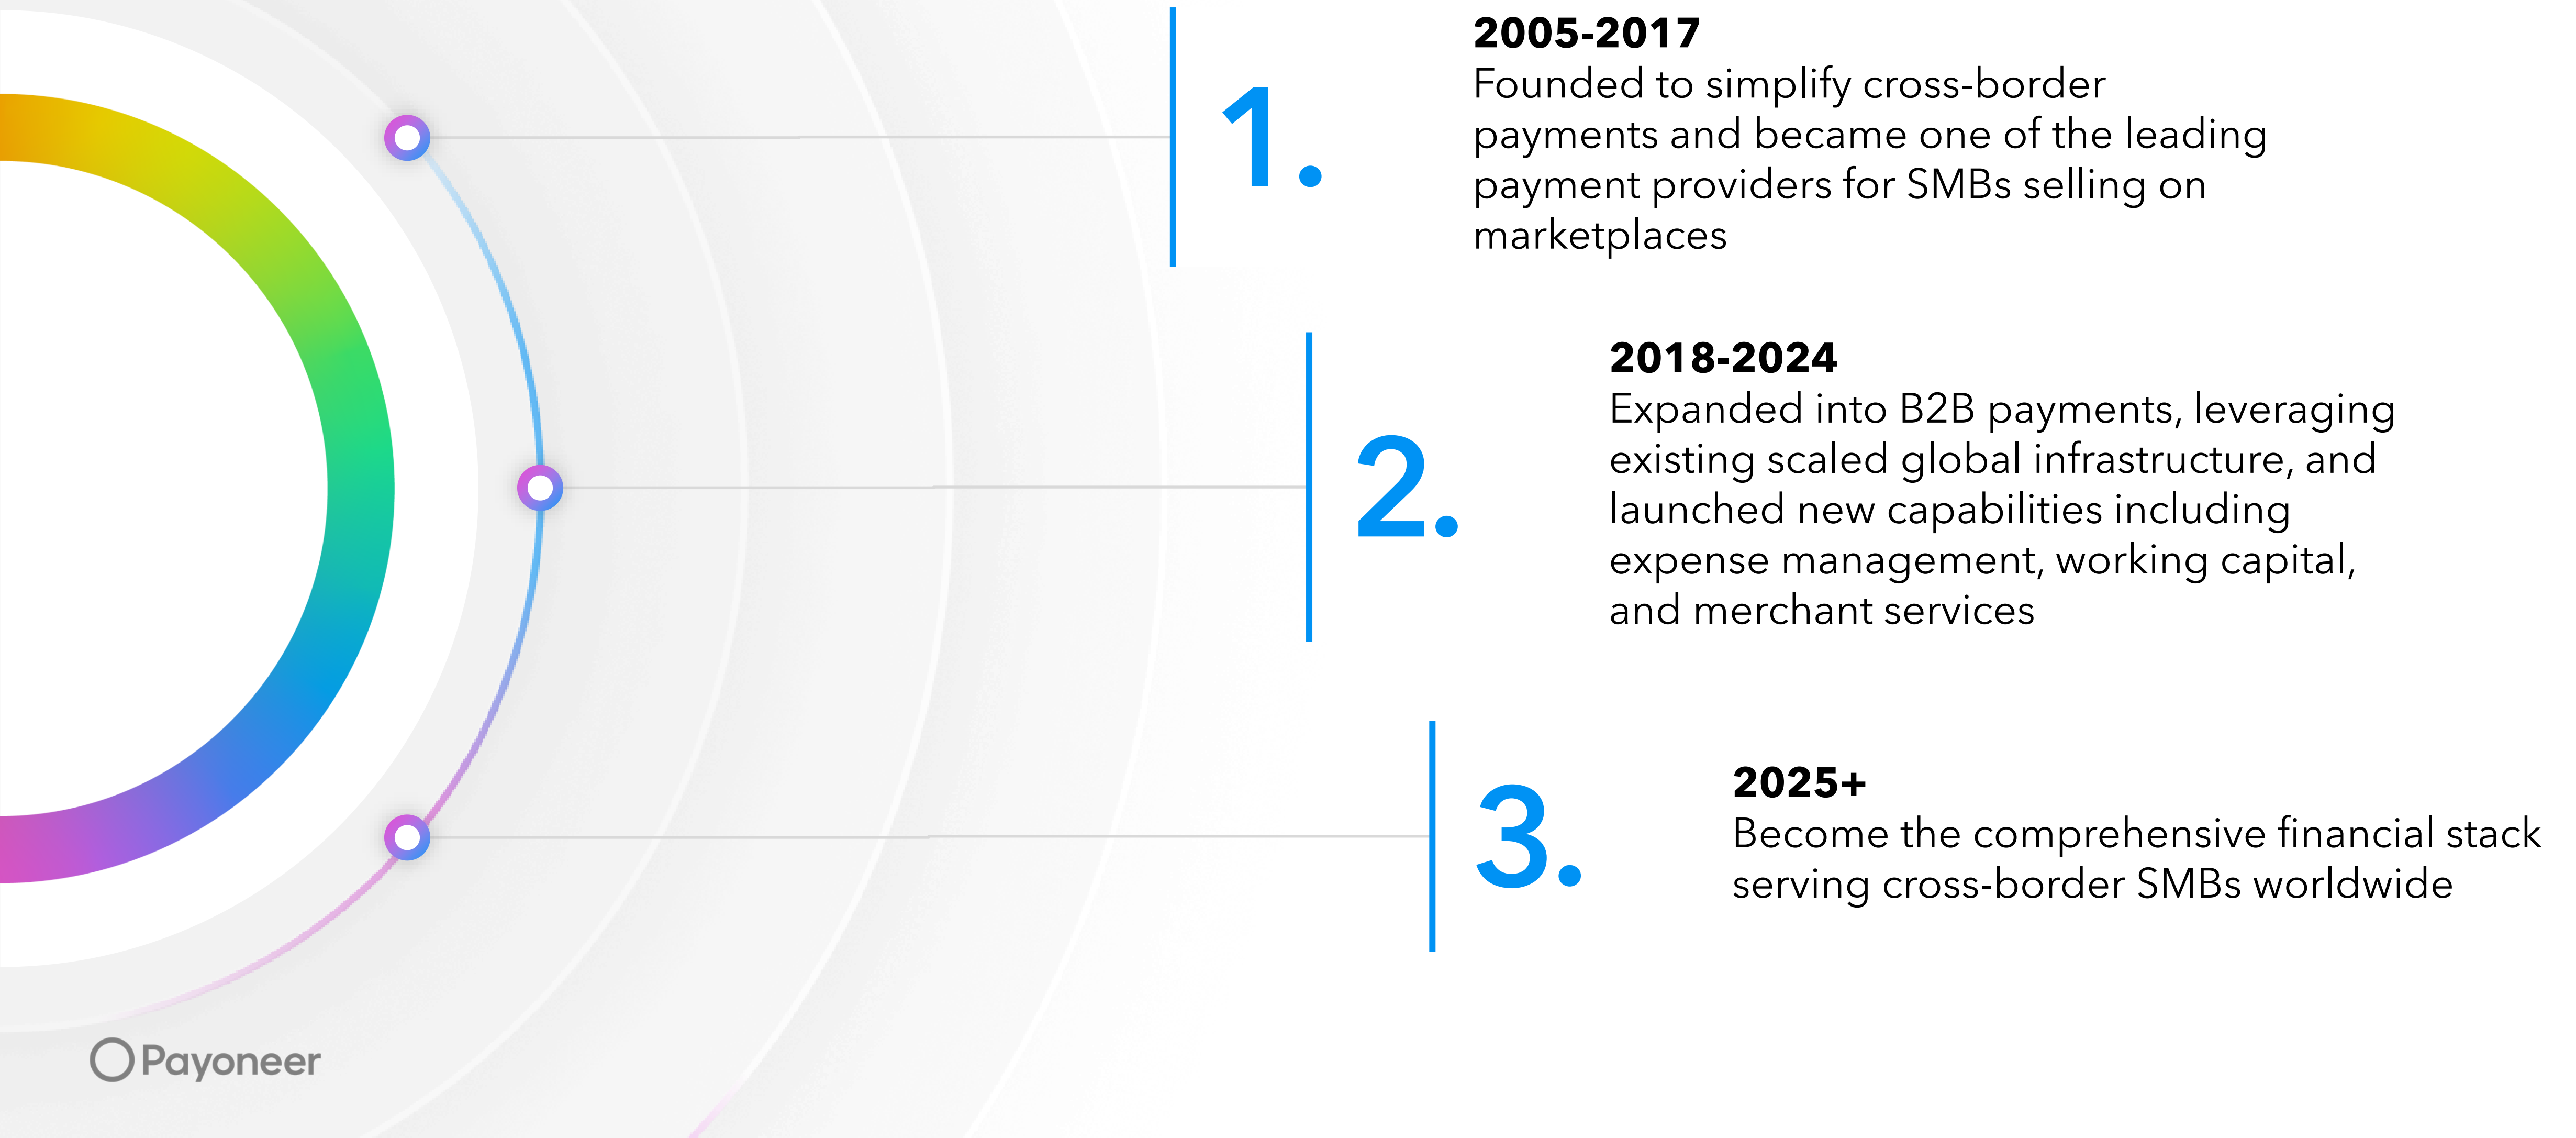 1.
2005-2017
Founded to simplify cross-border
payments and became one of the leading
payment providers for SMBs selling on
marketplaces
2.
2018-2024
Expanded into B2B payments, leveraging
existing scaled global infrastructure, and
launched new capabilities including
expense management, working capital,
and merchant services
3.
2025+
Become the comprehensive financial stack
serving cross-border SMBs worldwide
Payoneer